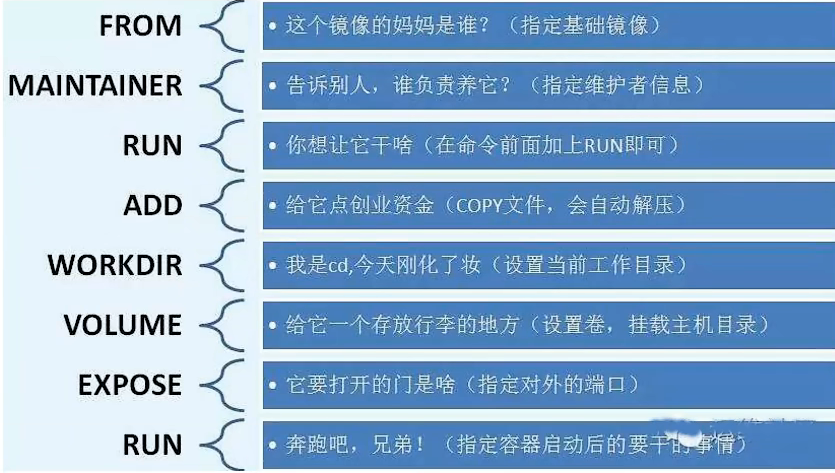 FROM
• 这个镜像的妈妈是谁？（指定基础镜像）
MAINTAINER
• 告诉别人，谁负责养它？（指定维护者信息）
RUN
• 你想让它干啥（在命令前面加上RUN即可）
ADD
• 给它点创业资金（COPY文件，会自动解压）
WORKDIR
• 我是cd,今天刚化了妆（设置当前工作目录）
VOLUME
• 给它一个存放行李的地方（设置卷，挂载主机目录）
EXPOSE
• 它要打开的门是啥（指定对外的端口）
RUN
• 奔跑吧，兄弟！（指定容器启动后的要干的事情）